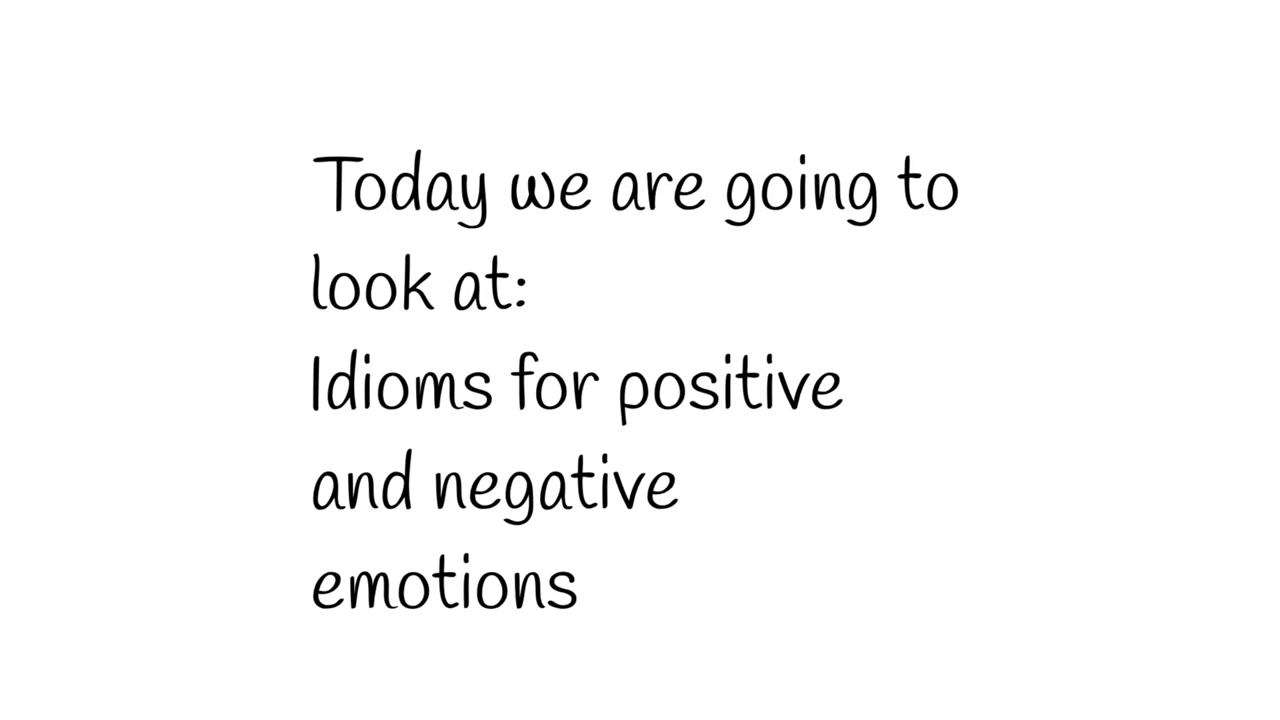 Today we are going to
look at:
Idioms for positive
and negative
emotions